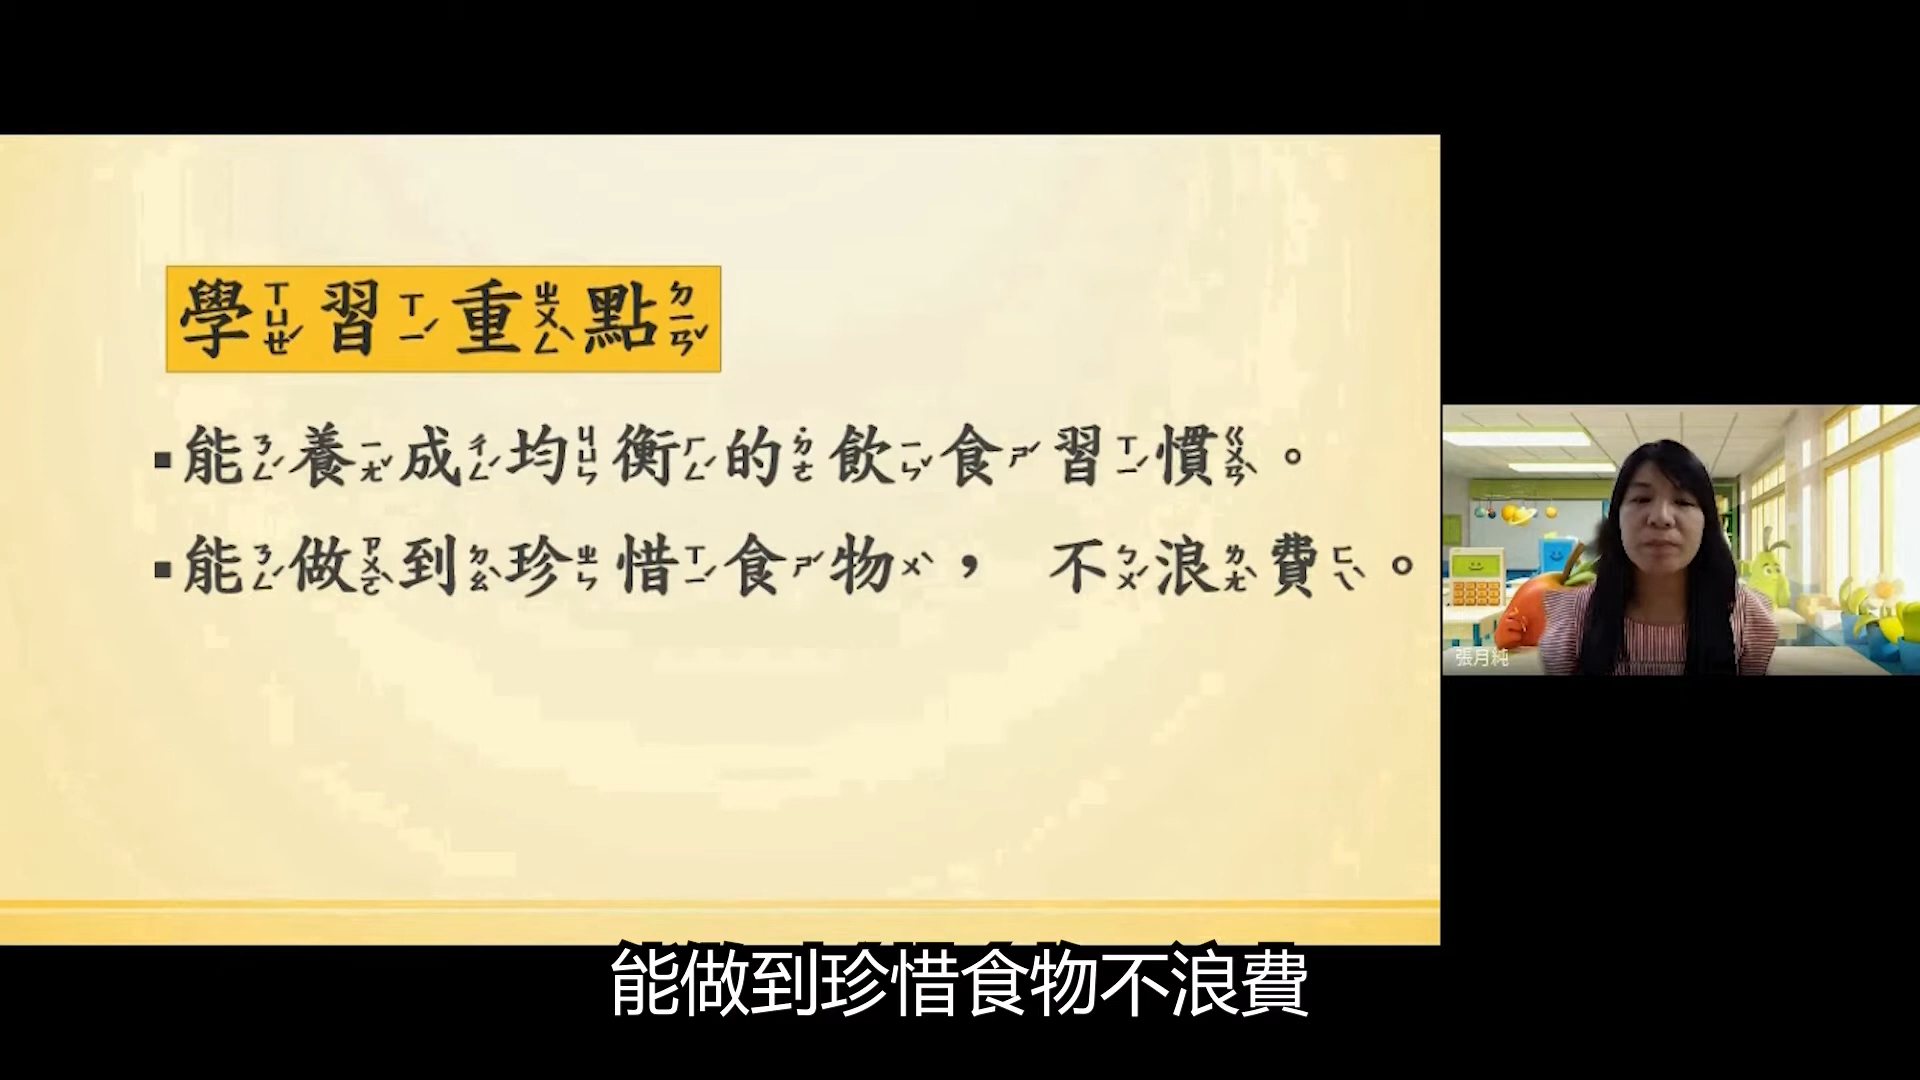 學習重點
▪能養成均衡的飲食習慣。
▪能做到珍惜食物，不浪費。
張月純
能做到珍惜食物不浪費